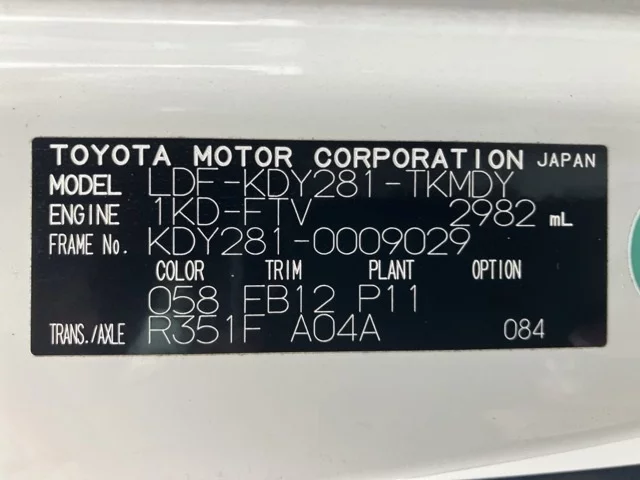 TOYOTA MOTOR CORPORATION JAPAN
MODEL LDF-KDY281-TKMDY
ENGINE 1KD-FTV 2982 mL
FRAME No. KDY281-0009029
COLOR TRIM PLANT OPTION
058 FB12 P11
TRANS./AXLE R351F A04A 084